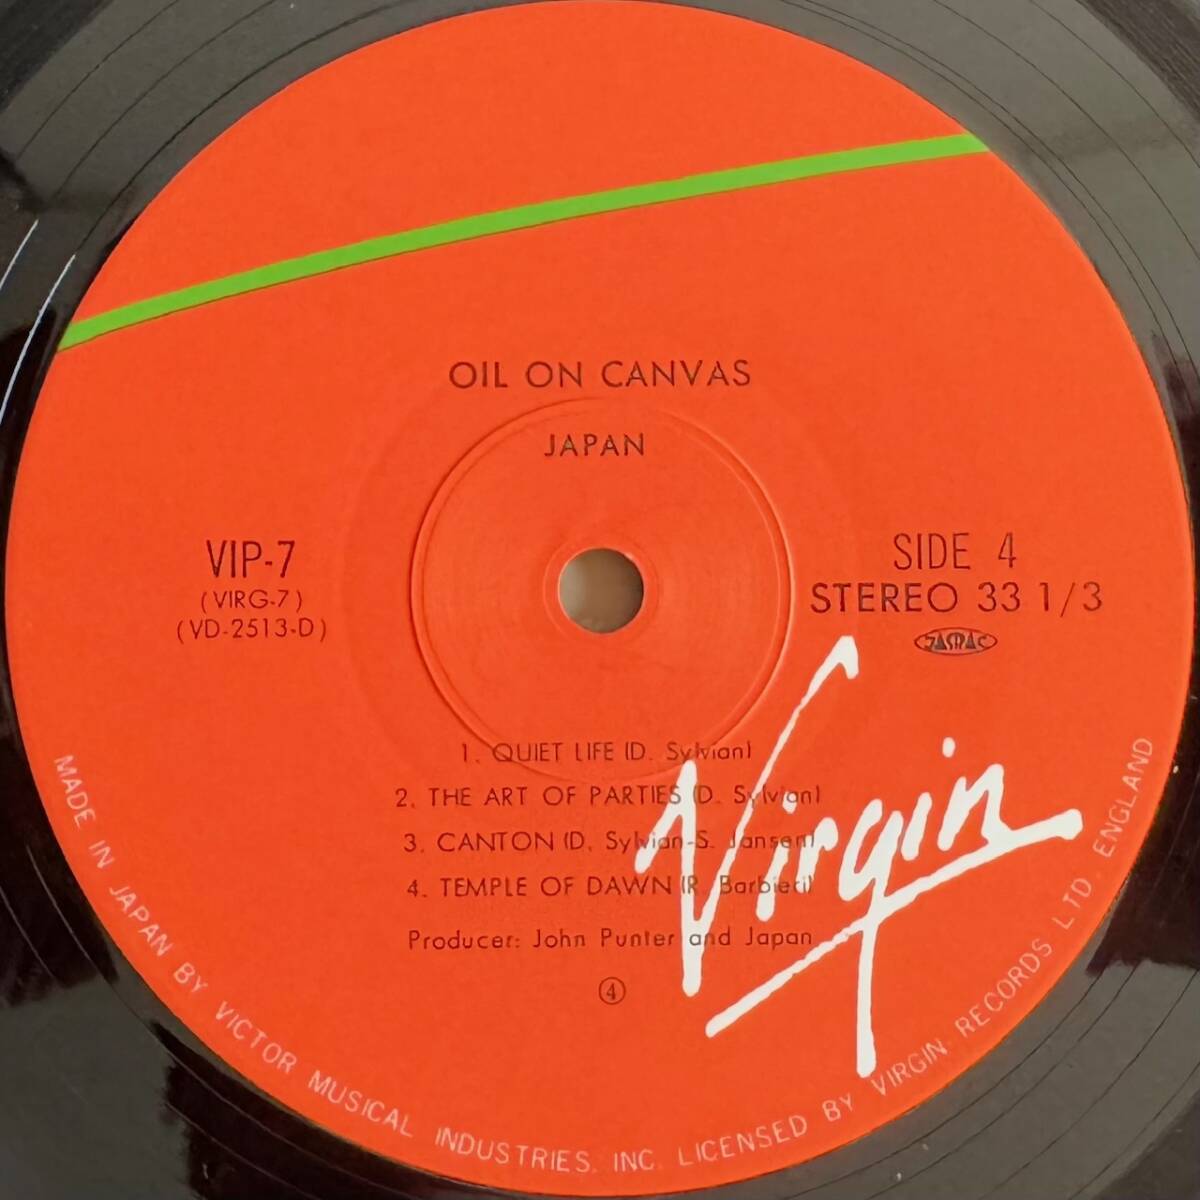 OIL ON CANVAS
JAPAN
VIP-7
(VIRG-7)
(VD-2513-D)
SIDE 4
STEREO 33 1/3
JASRAC
1. QUIET LIFE (D. Sylvian)
2. THE ART OF PARTIES (D. Sylvian)
3. CANTON (D. Sylvian-S. Jansen)
4. TEMPLE OF DAWN (R. Barbieri)
Producer: John Punter and Japan
④
Virgin
MADE IN JAPAN BY VICTOR MUSICAL INDUSTRIES, INC. LICENSED BY VIRGIN RECORDS LTD., ENGLAND